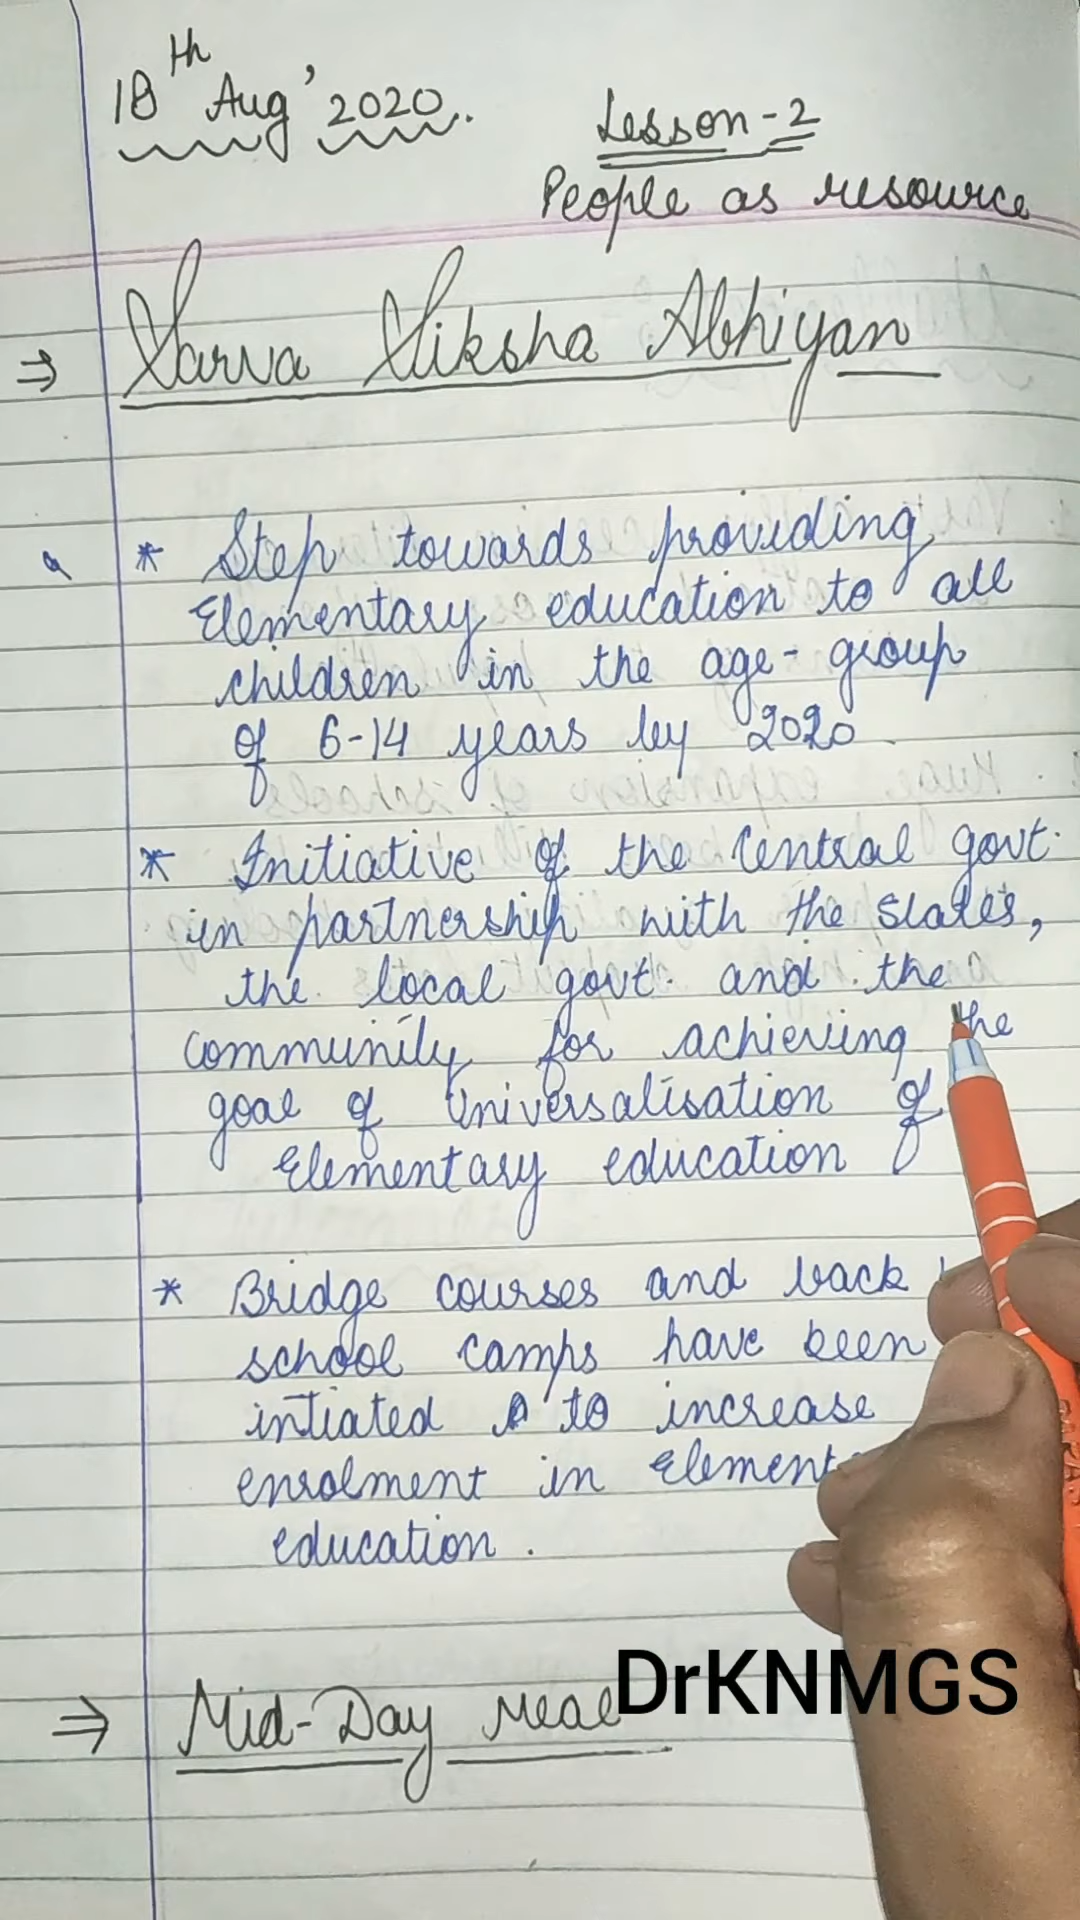 18th Aug' 2020.
Lesson-2
People as resource
⇒ Sarva Siksha Abhiyan
* Step towards providing
Elementary education to all
children in the age-group
of 6-14 years by 2020.
* Initiative of the Central govt.
in partnership with the states,
the local govt. and the
community for achieving the
goal of Universalisation of
Elementary education
* Bridge courses and back
school camps have been
intiated to increase
enrolment in Element
education.
⇒ Mid-Day Meal
DrKNMGS